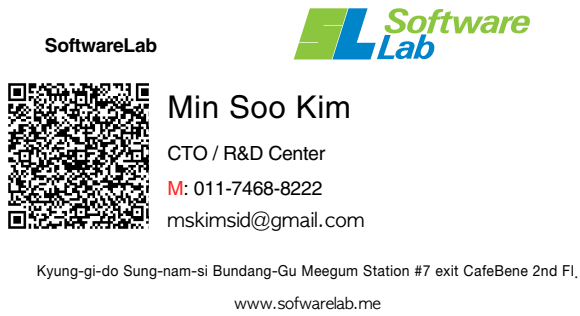 SoftwareLab
SL Software
Lab
Min Soo Kim
CTO / R&D Center
M: 011-7468-8222
mskimsid@gmail.com
Kyung-gi-do Sung-nam-si Bundang-Gu Meegum Station #7 exit CafeBene 2nd Fl.
www.sofwarelab.me